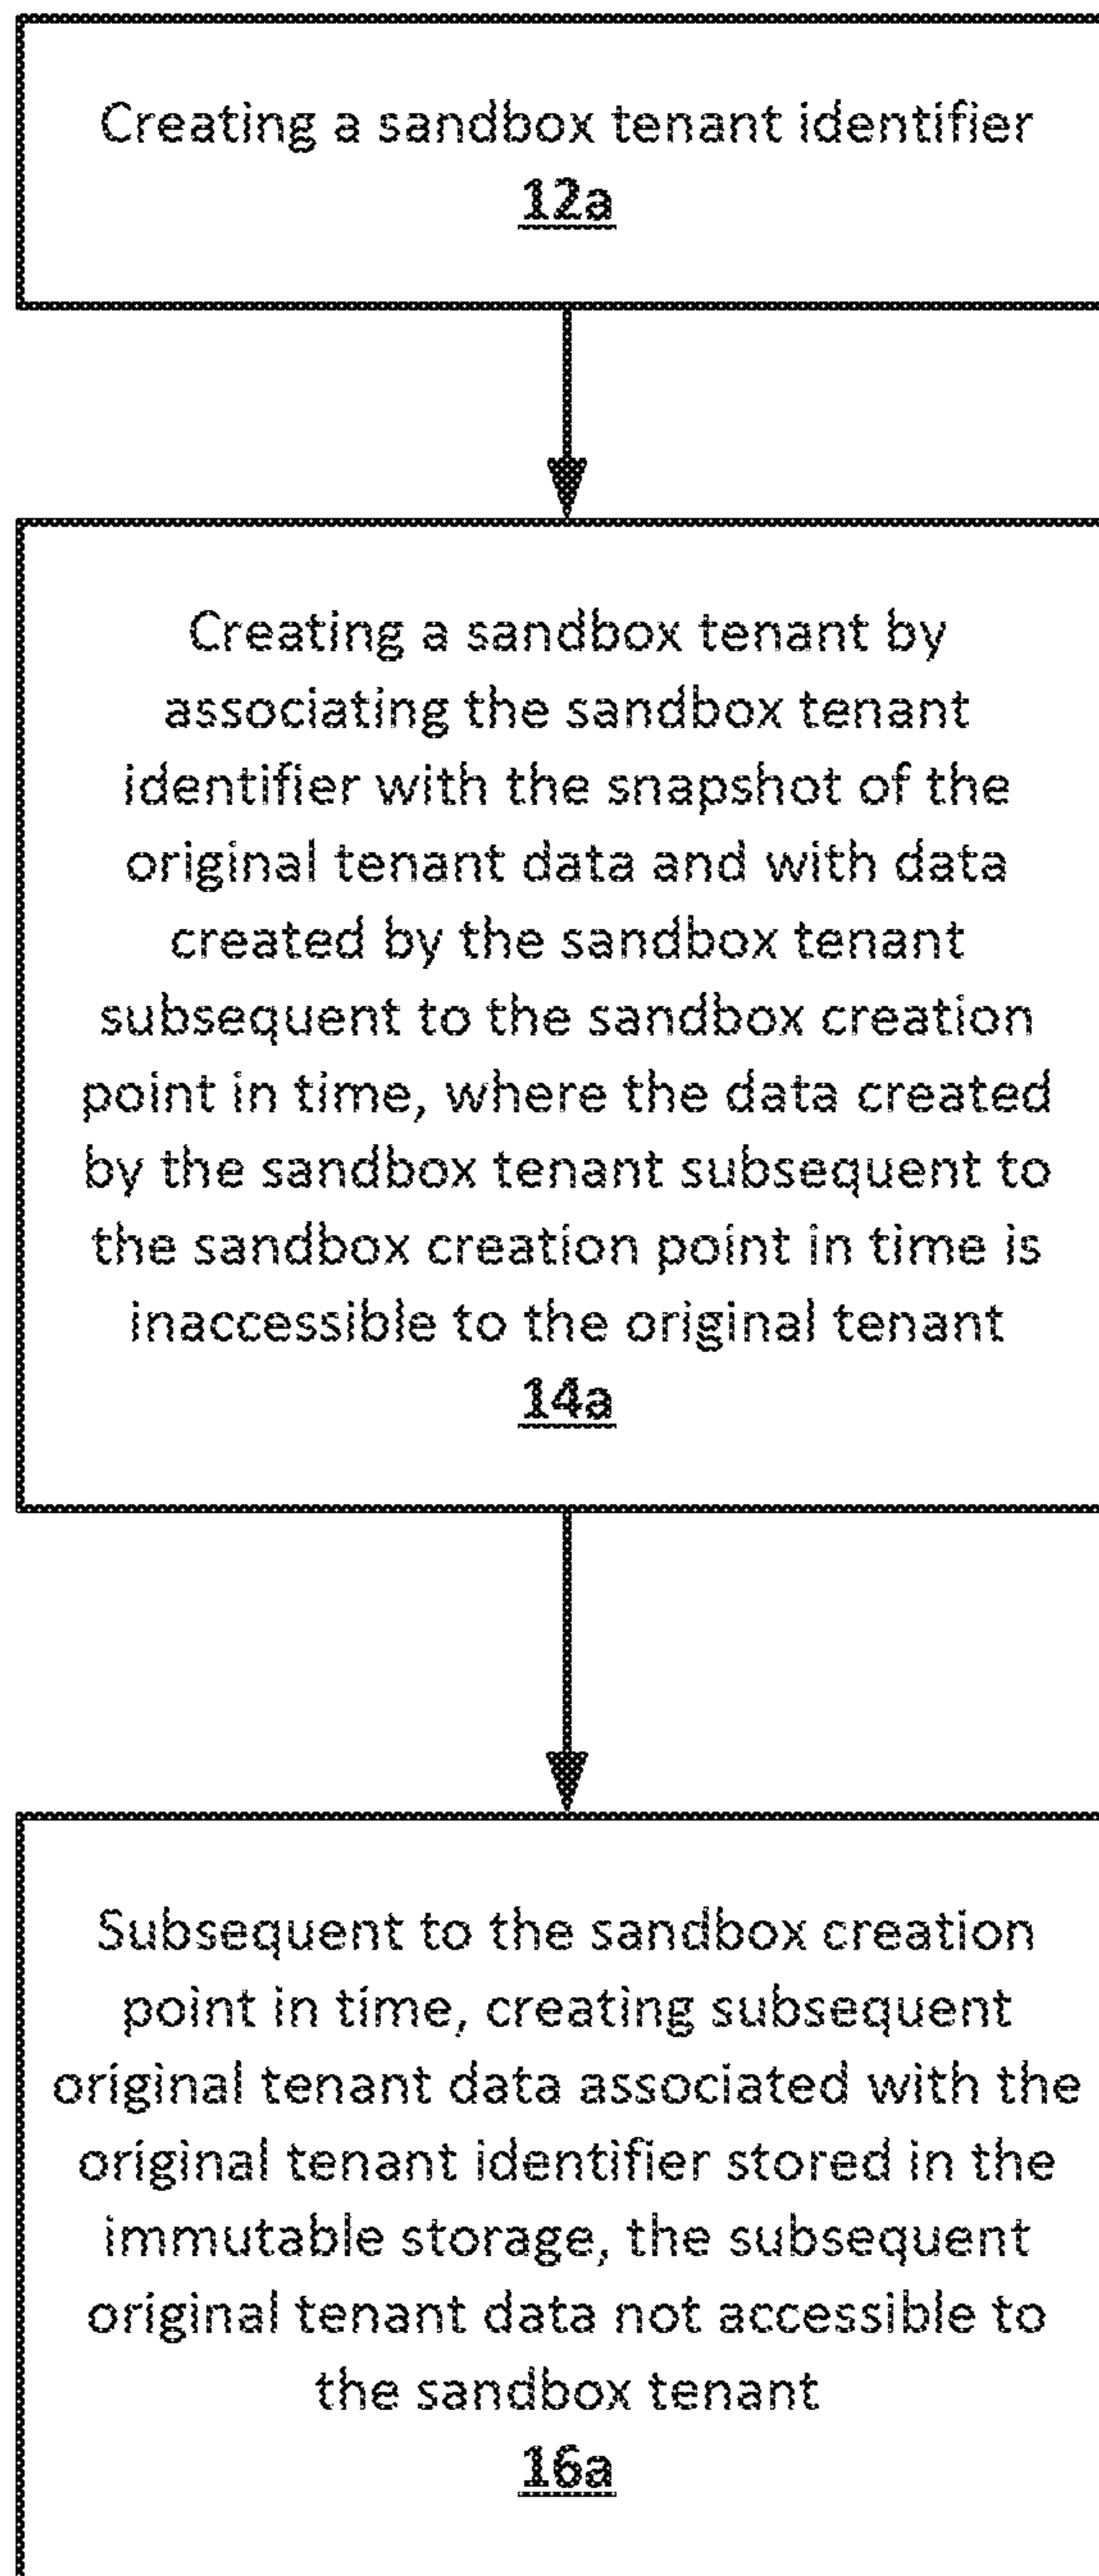 Creating a sandbox tenant identifier
12a
Creating a sandbox tenant by
associating the sandbox tenant
identifier with the snapshot of the
original tenant data and with data
created by the sandbox tenant
subsequent to the sandbox creation
point in time, where the data created
by the sandbox tenant subsequent to
the sandbox creation point in time is
inaccessible to the original tenant
14a
Subsequent to the sandbox creation
point in time, creating subsequent
original tenant data associated with the
original tenant identifier stored in the
immutable storage, the subsequent
original tenant data not accessible to
the sandbox tenant
16a